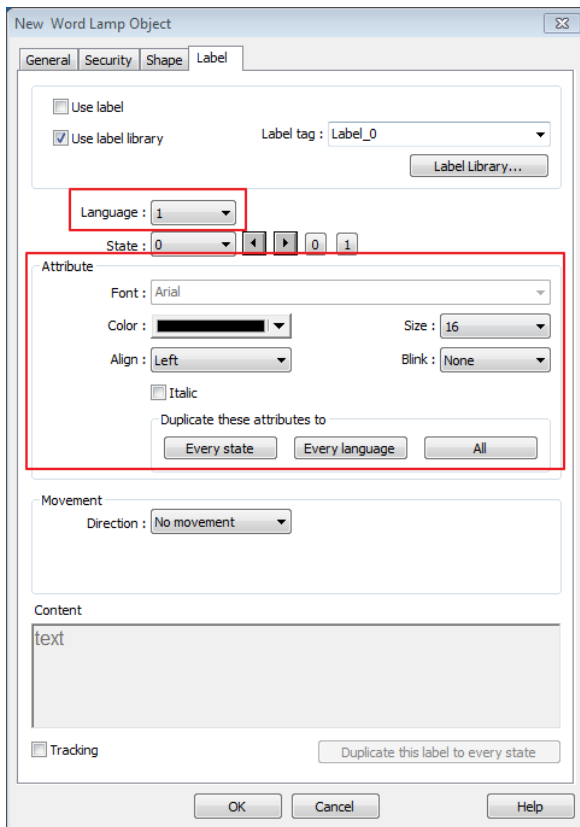 New Word Lamp Object
General Security Shape Label
Use label
Use label library
Label tag : Label_0
Label Library...
Language : 1
State : 0 0 1
Attribute
Font : Arial
Color : Size : 16
Align : Left Blink : None
Italic
Duplicate these attributes to
Every state Every language All
Movement
Direction : No movement
Content
text
Tracking Duplicate this label to every state
OK Cancel Help